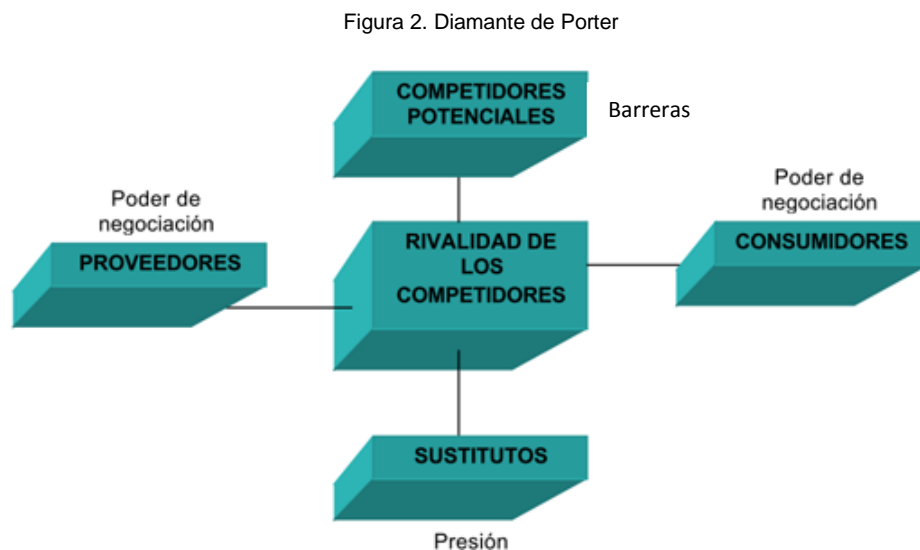 Figura 2. Diamante de Porter
COMPETIDORES
POTENCIALES
Barreras
Poder de
negociación
PROVEEDORES
RIVALIDAD DE
LOS
COMPETIDORES
Poder de
negociación
CONSUMIDORES
SUSTITUTOS
Presión